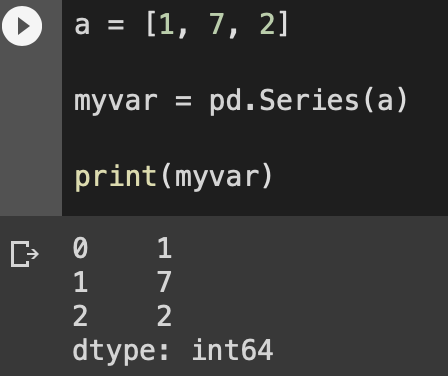 a = [1, 7, 2]
myvar = pd.Series(a)
print(myvar)
0    1
1    7
2    2
dtype: int64